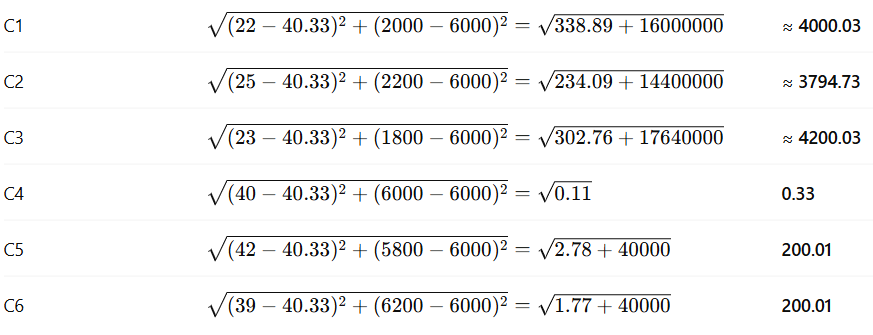 C1 √((22 − 40.33)² + (2000 − 6000)²) = √(338.89 + 16000000) ≈ 4000.03
C2 √((25 − 40.33)² + (2200 − 6000)²) = √(234.09 + 14400000) ≈ 3794.73
C3 √((23 − 40.33)² + (1800 − 6000)²) = √(302.76 + 17640000) ≈ 4200.03
C4 √((40 − 40.33)² + (6000 − 6000)²) = √0.11 0.33
C5 √((42 − 40.33)² + (5800 − 6000)²) = √(2.78 + 40000) 200.01
C6 √((39 − 40.33)² + (6200 − 6000)²) = √(1.77 + 40000) 200.01